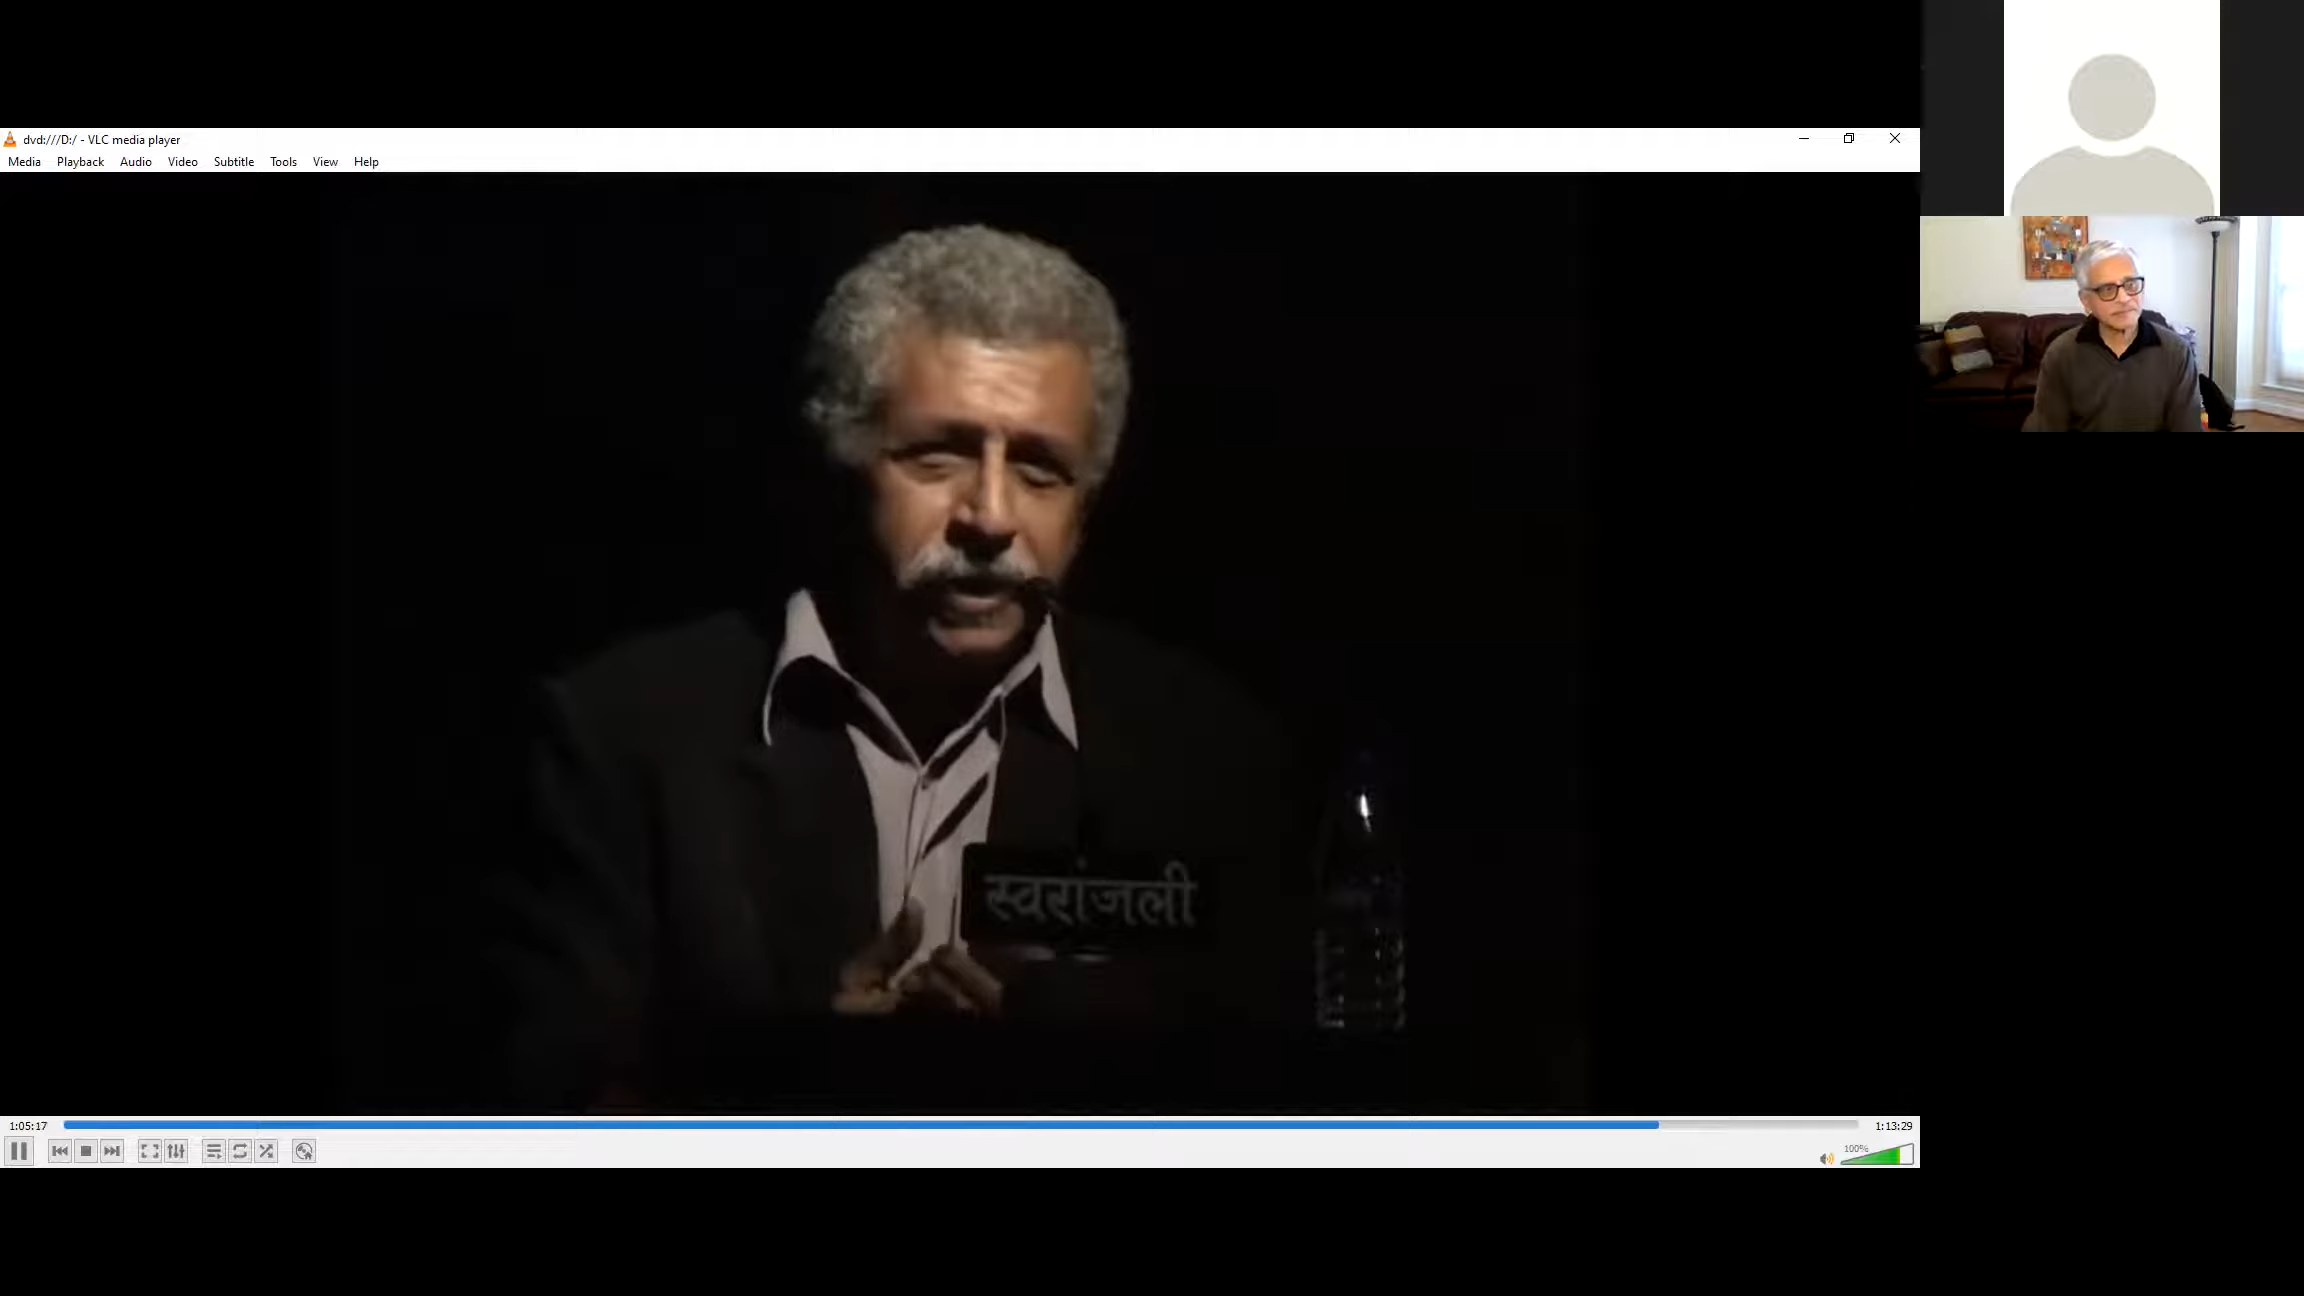 dvd:///D:/ - VLC media player
Media Playback Audio Video Subtitle Tools View Help
स्वरांजली
1:05:17
1:13:29
100%